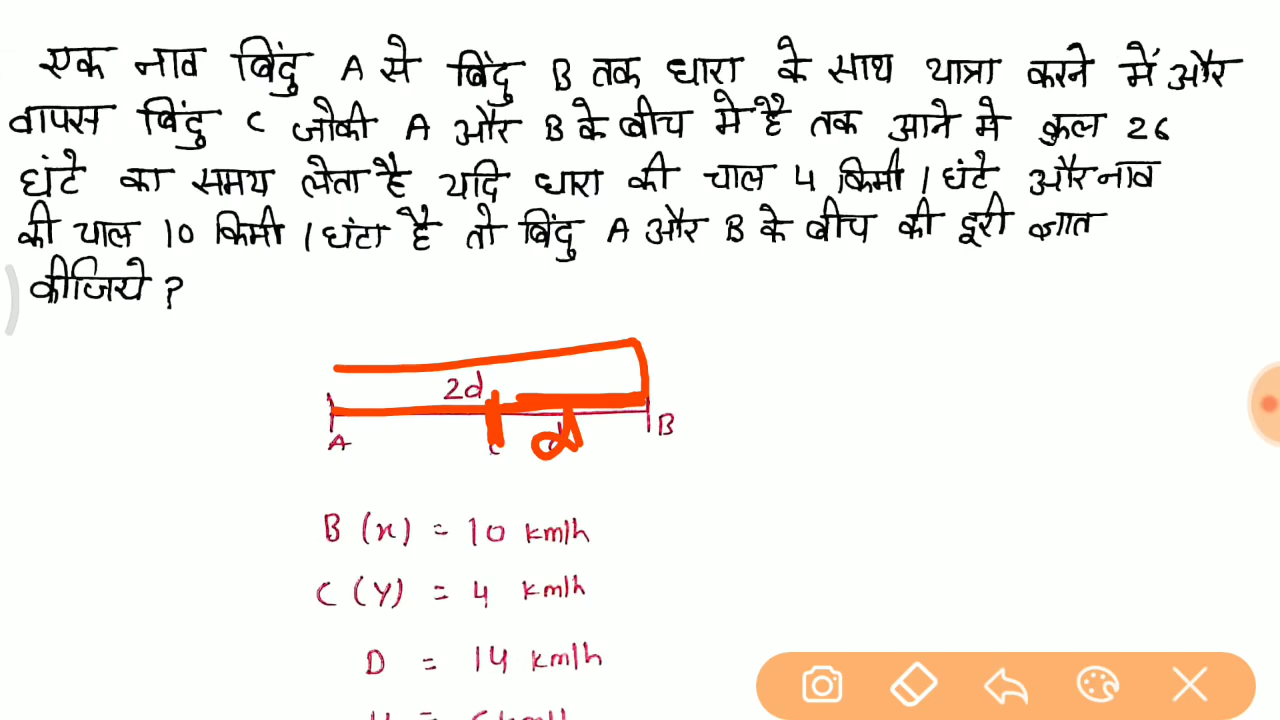 एक नाव बिंदु A से बिंदु B तक धारा के साथ यात्रा करने में और
वापस बिंदु C जोकी A और B के बीच मे है तक आने मे कुल 26
घंटे का समय लेता है यदि धारा की चाल 4 किमी / घंटे और नाव
की चाल 10 किमी / घंटा है तो बिंदु A और B के बीच की दूरी ज्ञात
कीजिये ?
2d
A
d
B
B (x) = 10 km/h
C (y) = 4 km/h
D = 14 km/h